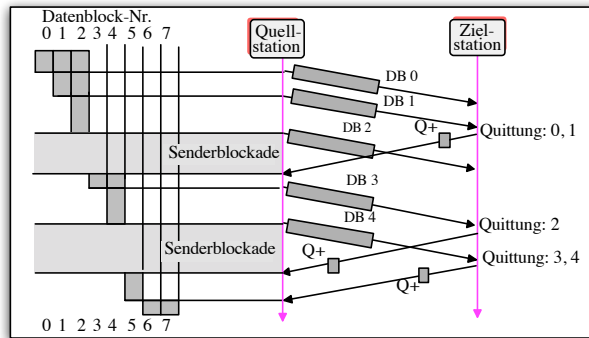 Datenblock-Nr.
0 1 2 3 4 5 6 7
Quell-
station
Ziel-
station
DB 0
DB 1
Q+
Quittung: 0, 1
DB 2
Senderblockade
DB 3
DB 4
Quittung: 2
Senderblockade
Q+
Quittung: 3, 4
Q+
0 1 2 3 4 5 6 7